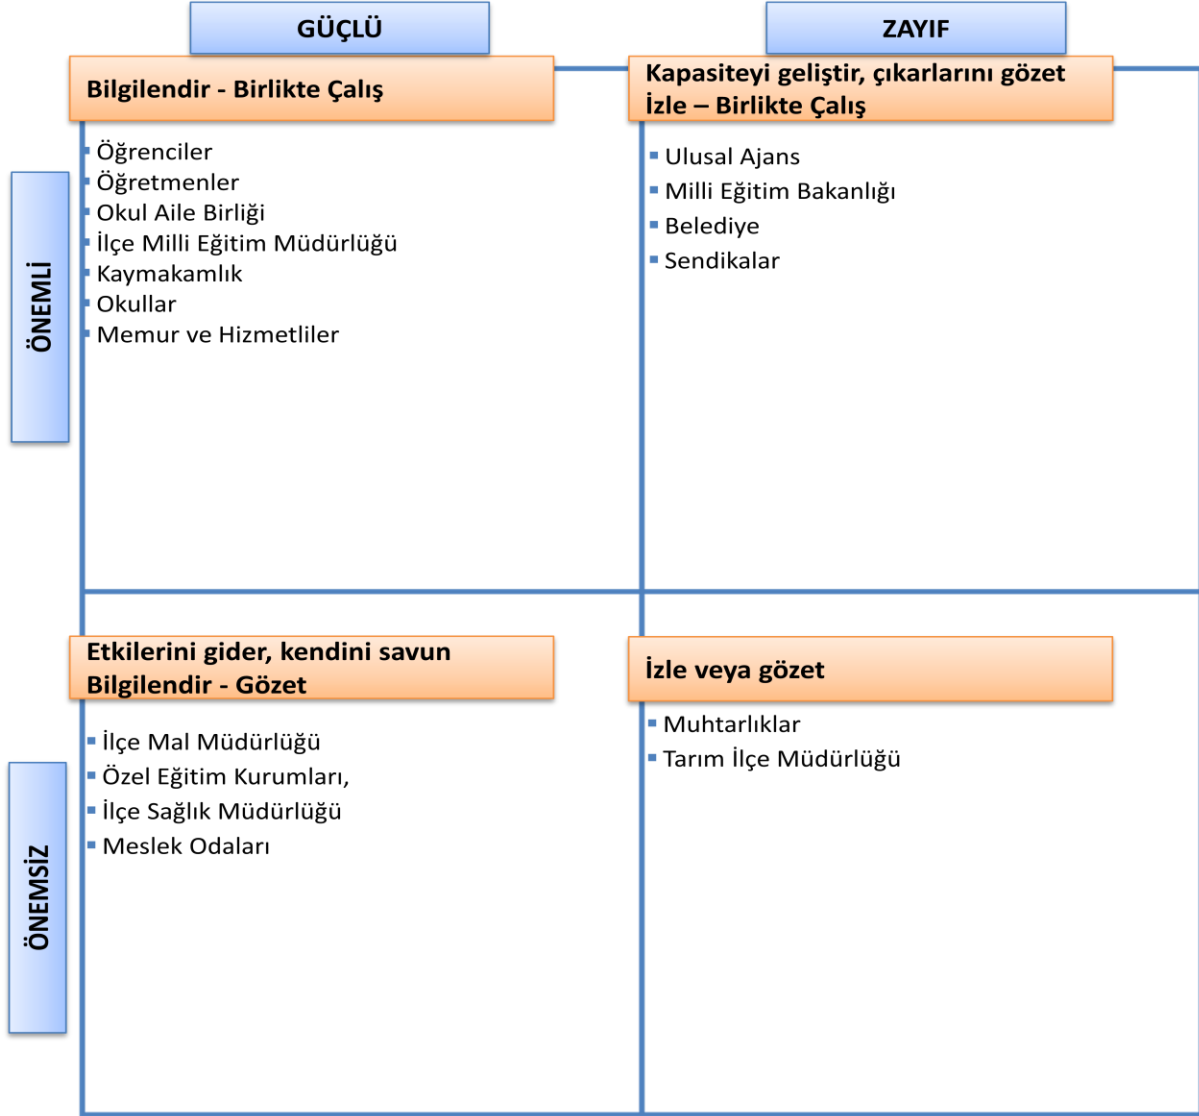 GÜÇLÜ
ZAYIF
Bilgilendir - Birlikte Çalış
Kapasiteyi geliştir, çıkarlarını gözet
İzle – Birlikte Çalış
ÖNEMLİ
Öğrenciler
Öğretmenler
Okul Aile Birliği
İlçe Milli Eğitim Müdürlüğü
Kaymakamlık
Okullar
Memur ve Hizmetliler
Ulusal Ajans
Milli Eğitim Bakanlığı
Belediye
Sendikalar
Etkilerini gider, kendini savun
Bilgilendir - Gözet
İzle veya gözet
ÖNEMSİZ
İlçe Mal Müdürlüğü
Özel Eğitim Kurumları,
İlçe Sağlık Müdürlüğü
Meslek Odaları
Muhtarlıklar
Tarım İlçe Müdürlüğü